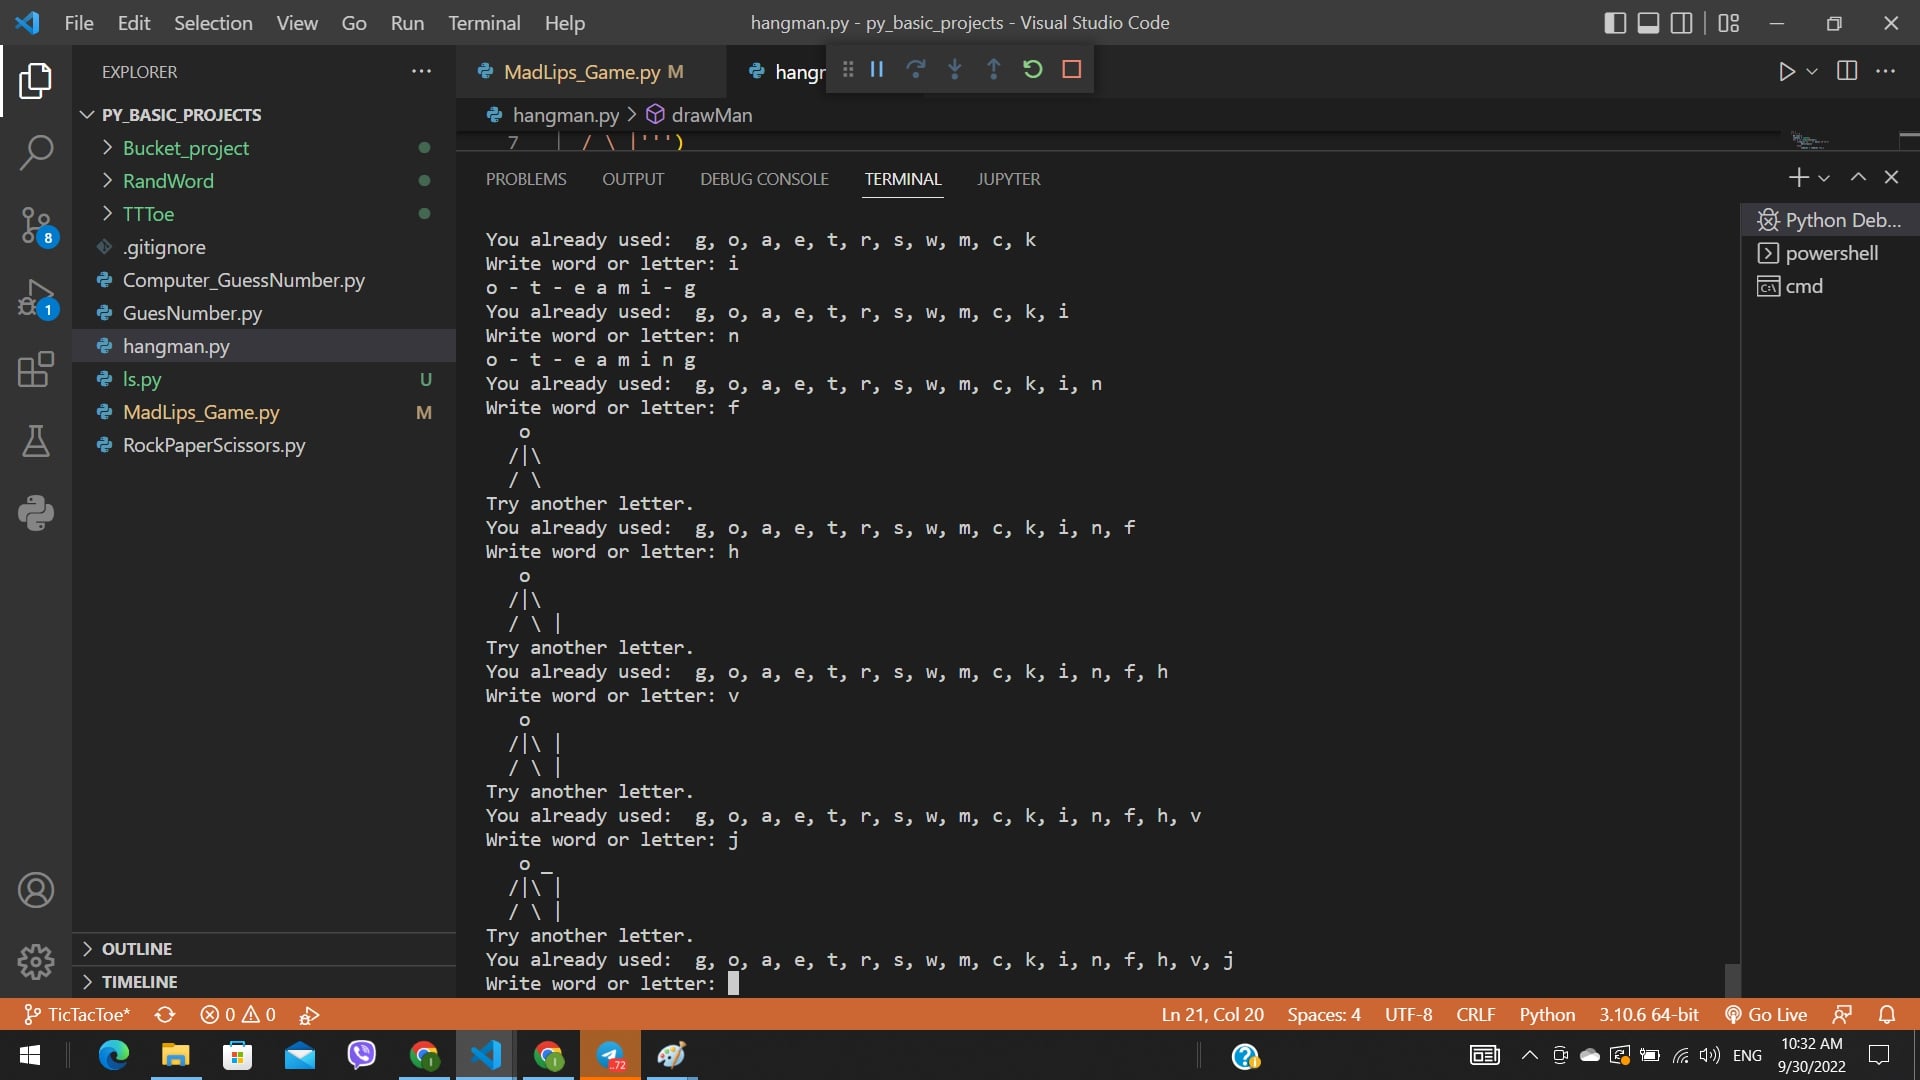 File Edit Selection View Go Run Terminal Help
hangman.py - py_basic_projects - Visual Studio Code
EXPLORER
PY_BASIC_PROJECTS
Bucket_project
RandWord
TTToe
.gitignore
Computer_GuessNumber.py
GuesNumber.py
hangman.py
ls.py U
MadLips_Game.py M
RockPaperScissors.py
OUTLINE
TIMELINE
8
1
MadLips_Game.py M
hangr
hangman.py > drawMan
7 | / \ |''')
PROBLEMS OUTPUT DEBUG CONSOLE TERMINAL JUPYTER
You already used:  g, o, a, e, t, r, s, w, m, c, k
Write word or letter: i
o - t - e a m i - g
You already used:  g, o, a, e, t, r, s, w, m, c, k, i
Write word or letter: n
o - t - e a m i n g
You already used:  g, o, a, e, t, r, s, w, m, c, k, i, n
Write word or letter: f
   o
  /|\
  / \
Try another letter.
You already used:  g, o, a, e, t, r, s, w, m, c, k, i, n, f
Write word or letter: h
   o
  /|\
  / \ |
Try another letter.
You already used:  g, o, a, e, t, r, s, w, m, c, k, i, n, f, h
Write word or letter: v
   o
  /|\ |
  / \ |
Try another letter.
You already used:  g, o, a, e, t, r, s, w, m, c, k, i, n, f, h, v
Write word or letter: j
   o _
  /|\ |
  / \ |
Try another letter.
You already used:  g, o, a, e, t, r, s, w, m, c, k, i, n, f, h, v, j
Write word or letter:
Python Deb...
powershell
cmd
TicTacToe* 0 0 Ln 21, Col 20 Spaces: 4 UTF-8 CRLF Python 3.10.6 64-bit Go Live
..72
ENG
10:32 AM
9/30/2022